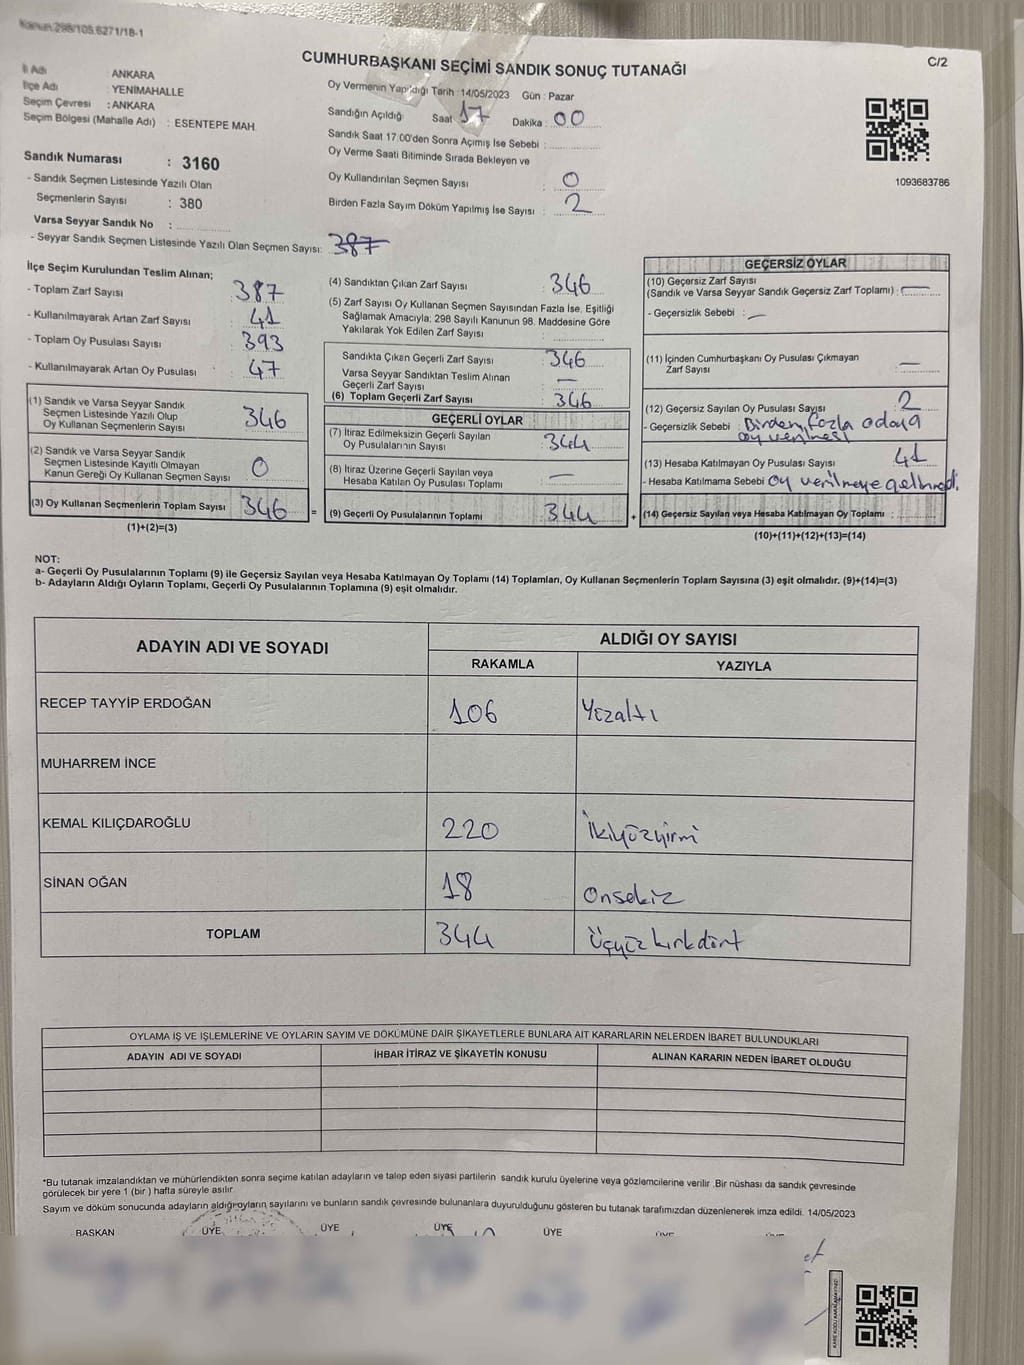 Kanun:298/105.6271/18-1
C/2
CUMHURBAŞKANI SEÇİMİ SANDIK SONUÇ TUTANAĞI
İl Adı : ANKARA
İlçe Adı : YENİMAHALLE
Seçim Çevresi : ANKARA
Seçim Bölgesi (Mahalle Adı) : ESENTEPE MAH.
Sandık Numarası : 3160
- Sandık Seçmen Listesinde Yazılı Olan
Seçmenlerin Sayısı : 380
Varsa Seyyar Sandık No :
- Seyyar Sandık Seçmen Listesinde Yazılı Olan Seçmen Sayısı: 387
Oy Vermenin Yapıldığı Tarih : 14/05/2023 Gün : Pazar
Sandığın Açıldığı Saat 17 Dakika : 00
Sandık Saat 17.00'den Sonra Açımış İse Sebebi :
Oy Verme Saati Bitiminde Sırada Bekleyen ve
Oy Kullandırılan Seçmen Sayısı : 0
Birden Fazla Sayım Döküm Yapılmış İse Sayısı : 2
1093683786
İlçe Seçim Kurulundan Teslim Alınan;
- Toplam Zarf Sayısı 387
- Kullanılmayarak Artan Zarf Sayısı : 41
- Toplam Oy Pusulası Sayısı : 393
- Kullanılmayarak Artan Oy Pusulası : 47
(1) Sandık ve Varsa Seyyar Sandık
Seçmen Listesinde Yazılı Olup
Oy Kullanan Seçmenlerin Sayısı 346
(2) Sandık ve Varsa Seyyar Sandık
Seçmen Listesinde Kayıtlı Olmayan
Kanun Gereği Oy Kullanan Seçmen Sayısı : 0
(3) Oy Kullanan Seçmenlerin Toplam Sayısı 346 =
(1)+(2)=(3)
(4) Sandıktan Çıkan Zarf Sayısı : 346
(5) Zarf Sayısı Oy Kullanan Seçmen Sayısından Fazla İse, Eşitliği
Sağlamak Amacıyla; 298 Sayılı Kanunun 98. Maddesine Göre
Yakılarak Yok Edilen Zarf Sayısı :
Sandıkta Çıkan Geçerli Zarf Sayısı : 346
Varsa Seyyar Sandıktan Teslim Alınan
Geçerli Zarf Sayısı : —
(6) Toplam Geçerli Zarf Sayısı : 346
GEÇERLİ OYLAR
(7) İtiraz Edilmeksizin Geçerli Sayılan
Oy Pusulalarının Sayısı : 344
(8) İtiraz Üzerine Geçerli Sayılan veya
Hesaba Katılan Oy Pusulası Toplamı : —
(9) Geçerli Oy Pusulalarının Toplamı : 344 +
GEÇERSİZ OYLAR
(10) Geçersiz Zarf Sayısı
(Sandık ve Varsa Seyyar Sandık Geçersiz Zarf Toplamı) : —
- Geçersizlik Sebebi : —
(11) İçinden Cumhurbaşkanı Oy Pusulası Çıkmayan
Zarf Sayısı : —
(12) Geçersiz Sayılan Oy Pusulası Sayısı : 2
- Geçersizlik Sebebi : Birden fazla adaya
oy verilmesi
(13) Hesaba Katılmayan Oy Pusulası Sayısı : 41
- Hesaba Katılmama Sebebi : oy verilmeye gelinmedi.
(14) Geçersiz Sayılan veya Hesaba Katılmayan Oy Toplamı :
(10)+(11)+(12)+(13)=(14)
NOT:
a- Geçerli Oy Pusulalarının Toplamı (9) ile Geçersiz Sayılan veya Hesaba Katılmayan Oy Toplamı (14) Toplamları, Oy Kullanan Seçmenlerin Toplam Sayısına (3) eşit olmalıdır. (9)+(14)=(3)
b- Adayların Aldığı Oyların Toplamı, Geçerli Oy Pusulalarının Toplamına (9) eşit olmalıdır.
ADAYIN ADI VE SOYADI ALDIĞI OY SAYISI
RAKAMLA YAZIYLA
RECEP TAYYİP ERDOĞAN 106 Yüzaltı
MUHARREM İNCE
KEMAL KILIÇDAROĞLU 220 İkiyüzyirmi
SİNAN OĞAN 18 Onsekiz
TOPLAM 344 Üçyüzkırkdört
OYLAMA İŞ VE İŞLEMLERİNE VE OYLARIN SAYIM VE DÖKÜMÜNE DAİR ŞİKAYETLERLE BUNLARA AİT KARARLARIN NELERDEN İBARET BULUNDUKLARI
ADAYIN ADI VE SOYADI İHBAR İTİRAZ VE ŞİKAYETİN KONUSU ALINAN KARARIN NEDEN İBARET OLDUĞU
*Bu tutanak imzalandıktan ve mühürlendikten sonra seçime katılan adayların ve talep eden siyasi partilerin sandık kurulu üyelerine veya gözlemcilerine verilir .Bir nüshası da sandık çevresinde
görülecek bir yere 1 (bir ) hafta süreyle asılır.
Sayım ve döküm sonucunda adayların aldığı oyların sayılarını ve bunların sandık çevresinde bulunanlara duyurulduğunu gösteren bu tutanak tarafımızdan düzenlenerek imza edildi. 14/05/2023
BAŞKAN ÜYE ÜYE ÜYE ÜYE ÜYE